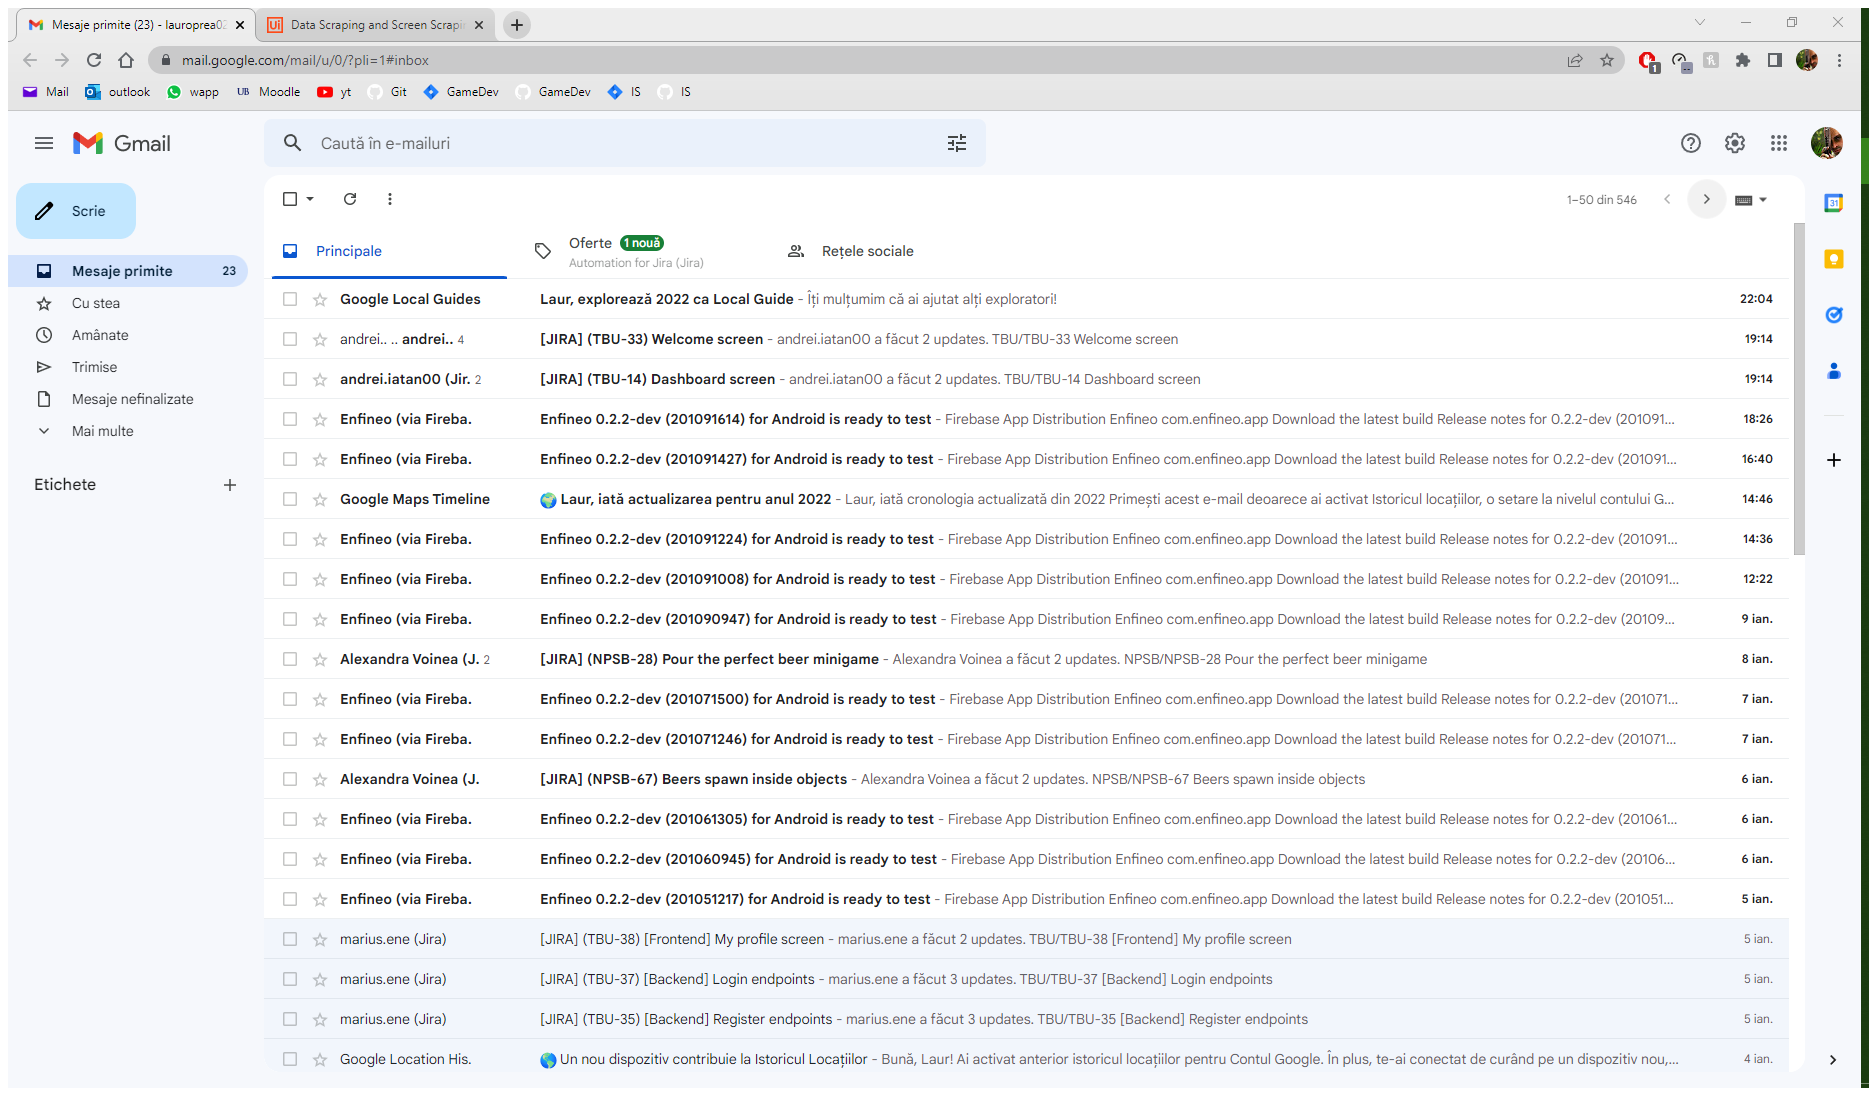 Mesaje primite (23) - lauroprea02
Data Scraping and Screen Scrapi
mail.google.com/mail/u/0/?pli=1#inbox
1
Mail
outlook
wapp
UB Moodle
yt
Git
GameDev
GameDev
IS
IS
Gmail
Caută în e-mailuri
Scrie
1–50 din 546
31
Mesaje primite 23
Cu stea
Amânate
Trimise
Mesaje nefinalizate
Mai multe
Etichete
Principale
Oferte 1 nouă
Automation for Jira (Jira)
Rețele sociale
Google Local Guides Laur, explorează 2022 ca Local Guide - Îți mulțumim că ai ajutat alți exploratori! 22:04
andrei.. .. andrei.. 4 [JIRA] (TBU-33) Welcome screen - andrei.iatan00 a făcut 2 updates. TBU/TBU-33 Welcome screen 19:14
andrei.iatan00 (Jir. 2 [JIRA] (TBU-14) Dashboard screen - andrei.iatan00 a făcut 2 updates. TBU/TBU-14 Dashboard screen 19:14
Enfineo (via Fireba. Enfineo 0.2.2-dev (201091614) for Android is ready to test - Firebase App Distribution Enfineo com.enfineo.app Download the latest build Release notes for 0.2.2-dev (201091... 18:26
Enfineo (via Fireba. Enfineo 0.2.2-dev (201091427) for Android is ready to test - Firebase App Distribution Enfineo com.enfineo.app Download the latest build Release notes for 0.2.2-dev (201091... 16:40
Google Maps Timeline 🌍 Laur, iată actualizarea pentru anul 2022 - Laur, iată cronologia actualizată din 2022 Primești acest e-mail deoarece ai activat Istoricul locațiilor, o setare la nivelul contului G... 14:46
Enfineo (via Fireba. Enfineo 0.2.2-dev (201091224) for Android is ready to test - Firebase App Distribution Enfineo com.enfineo.app Download the latest build Release notes for 0.2.2-dev (201091... 14:36
Enfineo (via Fireba. Enfineo 0.2.2-dev (201091008) for Android is ready to test - Firebase App Distribution Enfineo com.enfineo.app Download the latest build Release notes for 0.2.2-dev (201091... 12:22
Enfineo (via Fireba. Enfineo 0.2.2-dev (201090947) for Android is ready to test - Firebase App Distribution Enfineo com.enfineo.app Download the latest build Release notes for 0.2.2-dev (20109... 9 ian.
Alexandra Voinea (J. 2 [JIRA] (NPSB-28) Pour the perfect beer minigame - Alexandra Voinea a făcut 2 updates. NPSB/NPSB-28 Pour the perfect beer minigame 8 ian.
Enfineo (via Fireba. Enfineo 0.2.2-dev (201071500) for Android is ready to test - Firebase App Distribution Enfineo com.enfineo.app Download the latest build Release notes for 0.2.2-dev (201071... 7 ian.
Enfineo (via Fireba. Enfineo 0.2.2-dev (201071246) for Android is ready to test - Firebase App Distribution Enfineo com.enfineo.app Download the latest build Release notes for 0.2.2-dev (201071... 7 ian.
Alexandra Voinea (J. [JIRA] (NPSB-67) Beers spawn inside objects - Alexandra Voinea a făcut 2 updates. NPSB/NPSB-67 Beers spawn inside objects 6 ian.
Enfineo (via Fireba. Enfineo 0.2.2-dev (201061305) for Android is ready to test - Firebase App Distribution Enfineo com.enfineo.app Download the latest build Release notes for 0.2.2-dev (201061... 6 ian.
Enfineo (via Fireba. Enfineo 0.2.2-dev (201060945) for Android is ready to test - Firebase App Distribution Enfineo com.enfineo.app Download the latest build Release notes for 0.2.2-dev (20106... 6 ian.
Enfineo (via Fireba. Enfineo 0.2.2-dev (201051217) for Android is ready to test - Firebase App Distribution Enfineo com.enfineo.app Download the latest build Release notes for 0.2.2-dev (201051... 5 ian.
marius.ene (Jira) [JIRA] (TBU-38) [Frontend] My profile screen - marius.ene a făcut 2 updates. TBU/TBU-38 [Frontend] My profile screen 5 ian.
marius.ene (Jira) [JIRA] (TBU-37) [Backend] Login endpoints - marius.ene a făcut 3 updates. TBU/TBU-37 [Backend] Login endpoints 5 ian.
marius.ene (Jira) [JIRA] (TBU-35) [Backend] Register endpoints - marius.ene a făcut 3 updates. TBU/TBU-35 [Backend] Register endpoints 5 ian.
Google Location His. 🌎 Un nou dispozitiv contribuie la Istoricul Locațiilor - Bună, Laur! Ai activat anterior istoricul locațiilor pentru Contul Google. În plus, te-ai conectat de curând pe un dispozitiv nou,... 4 ian.